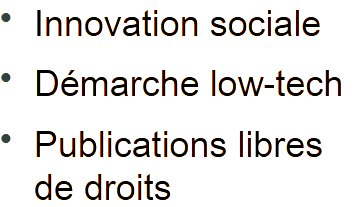 • Innovation sociale
• Démarche low-tech
• Publications libres
de droits